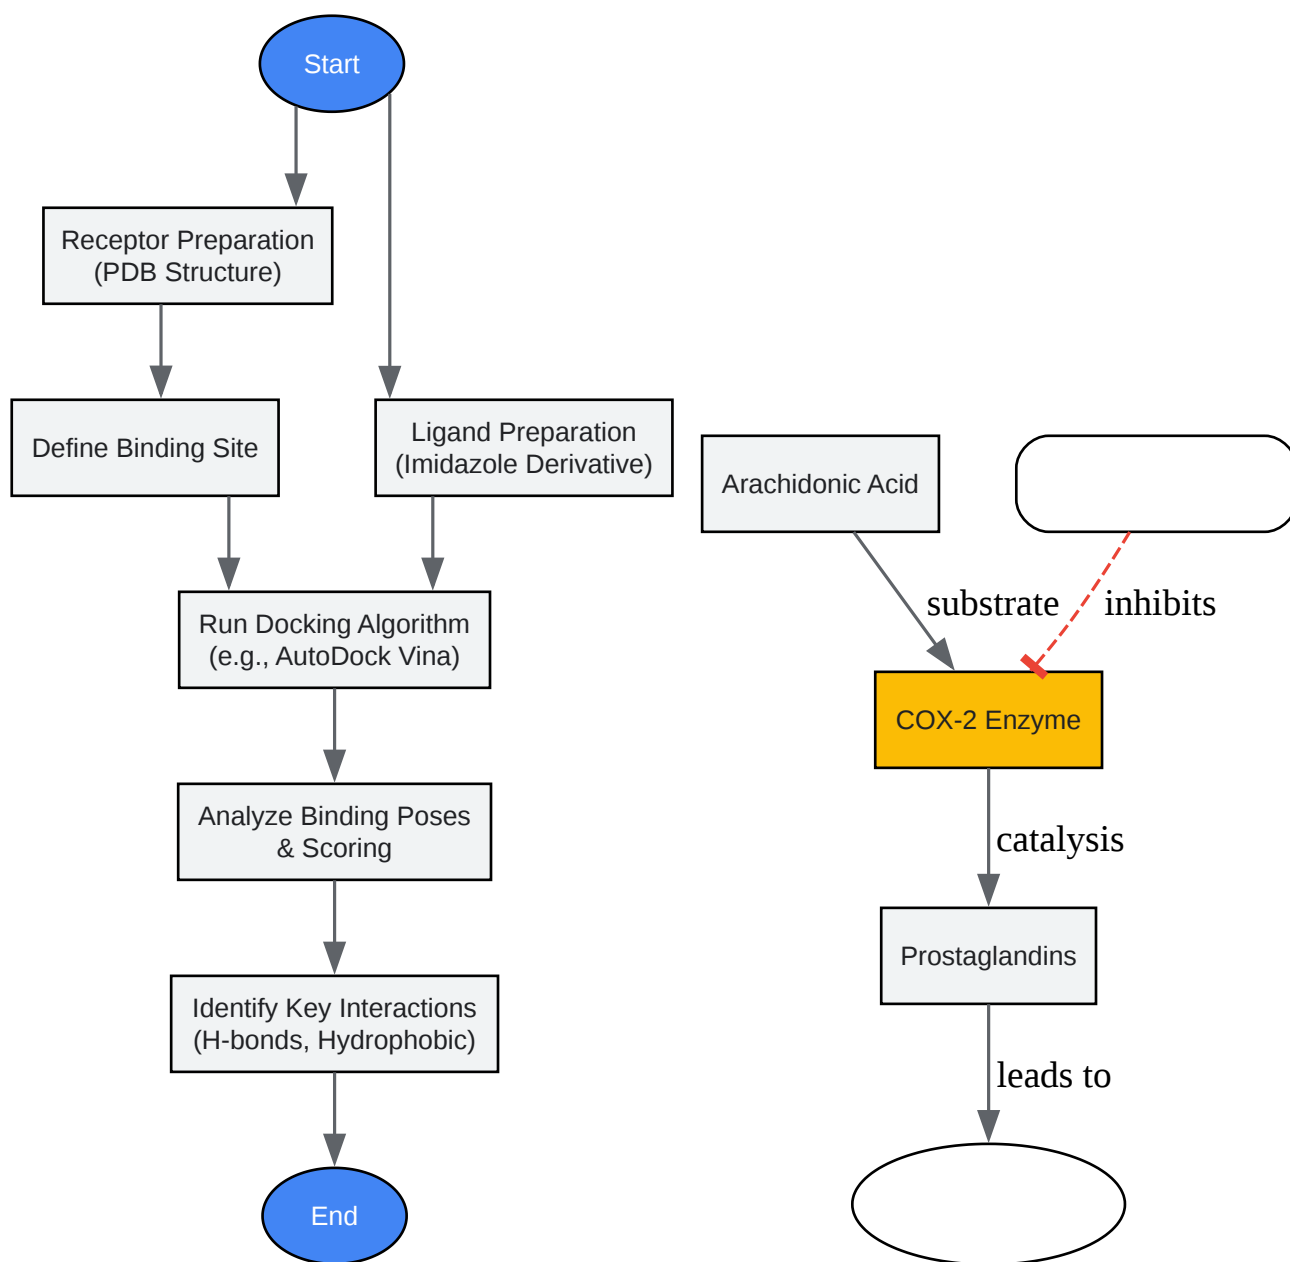 Start
Receptor Preparation
(PDB Structure)
Define Binding Site
Ligand Preparation
(Imidazole Derivative)
Run Docking Algorithm
(e.g., AutoDock Vina)
Analyze Binding Poses
& Scoring
Identify Key Interactions
(H-bonds, Hydrophobic)
End
Arachidonic Acid
substrate
inhibits
COX-2 Enzyme
catalysis
Prostaglandins
leads to